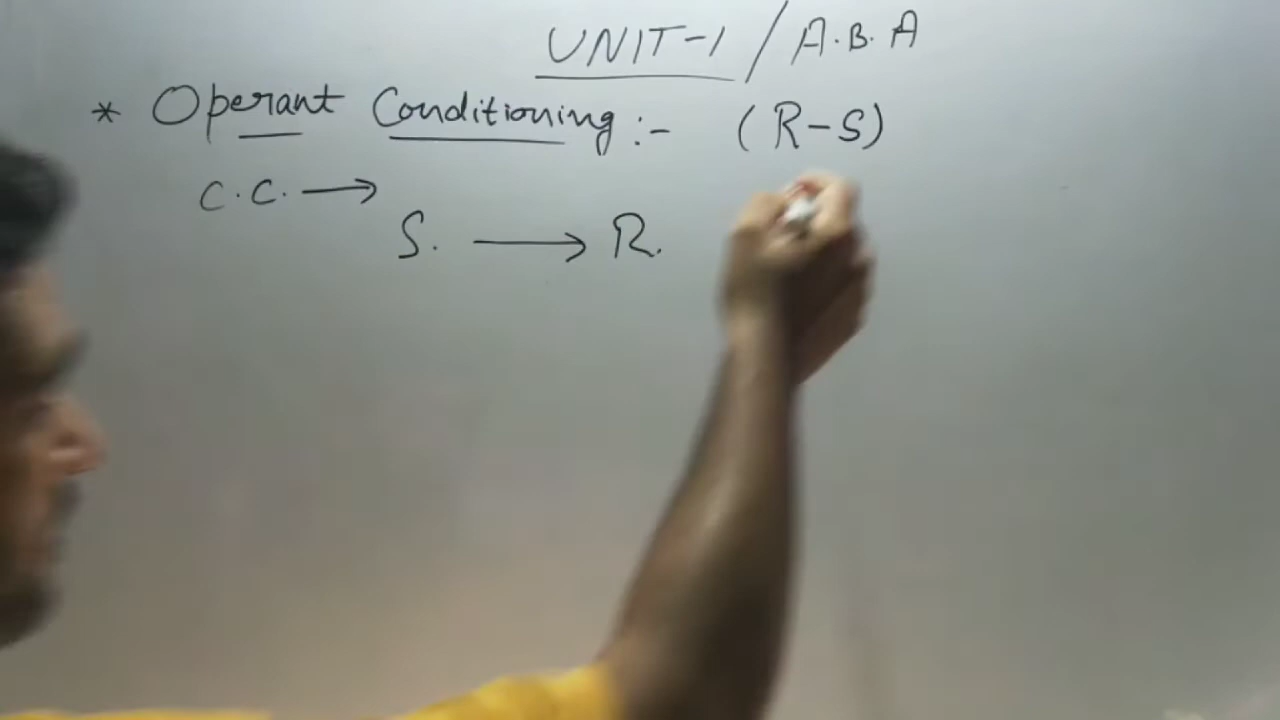 UNIT-1 / A.B.A
* Operant Conditioning :- (R-S)
C.C. →
S. → R.